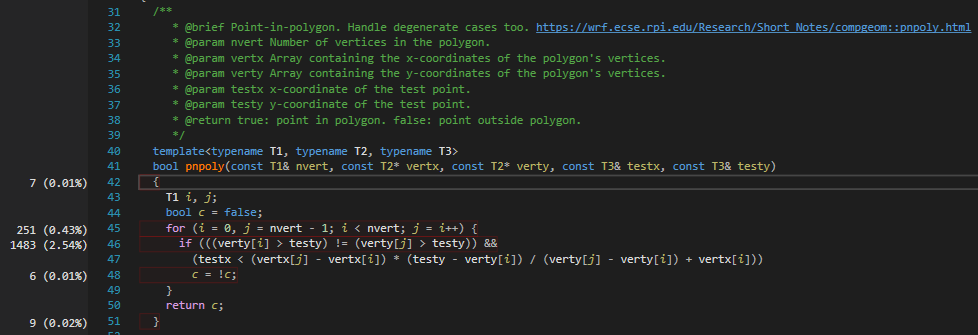 31 /**
32 * @brief Point-in-polygon. Handle degenerate cases too. https://wrf.ecse.rpi.edu/Research/Short_Notes/compgeom::pnpoly.html
33 * @param nvert Number of vertices in the polygon.
34 * @param vertx Array containing the x-coordinates of the polygon's vertices.
35 * @param verty Array containing the y-coordinates of the polygon's vertices.
36 * @param testx x-coordinate of the test point.
37 * @param testy y-coordinate of the test point.
38 * @return true: point in polygon. false: point outside polygon.
39 */
40 template<typename T1, typename T2, typename T3>
41 bool pnpoly(const T1& nvert, const T2* vertx, const T2* verty, const T3& testx, const T3& testy)
7 (0.01%) 42 {
43 T1 i, j;
44 bool c = false;
251 (0.43%) 45 for (i = 0, j = nvert - 1; i < nvert; j = i++) {
1483 (2.54%) 46 if (((verty[i] > testy) != (verty[j] > testy)) &&
47 (testx < (vertx[j] - vertx[i]) * (testy - verty[i]) / (verty[j] - verty[i]) + vertx[i]))
6 (0.01%) 48 c = !c;
49 }
50 return c;
9 (0.02%) 51 }